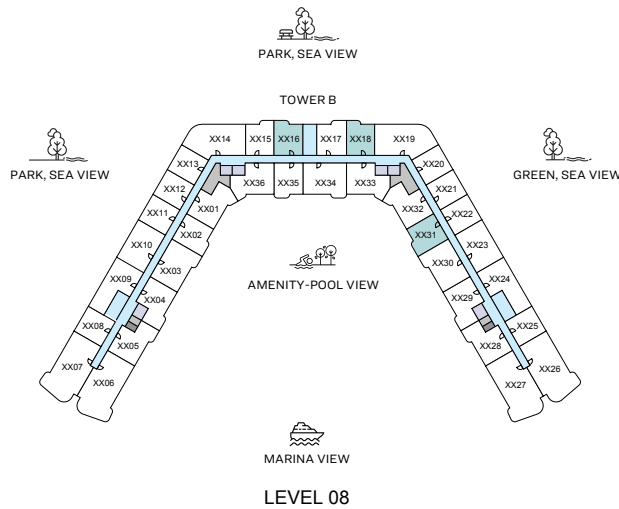 PARK, SEA VIEW
TOWER B
PARK, SEA VIEW
GREEN, SEA VIEW
XX14
XX15
XX16
XX17
XX18
XX19
XX13
XX36
XX35
XX34
XX33
XX20
XX12
XX01
XX32
XX21
XX11
XX02
XX22
XX31
XX10
XX23
XX03
XX30
XX09
XX24
XX04
XX29
XX08
XX25
XX05
XX28
XX07
XX06
XX27
XX26
AMENITY-POOL VIEW
MARINA VIEW
LEVEL 08